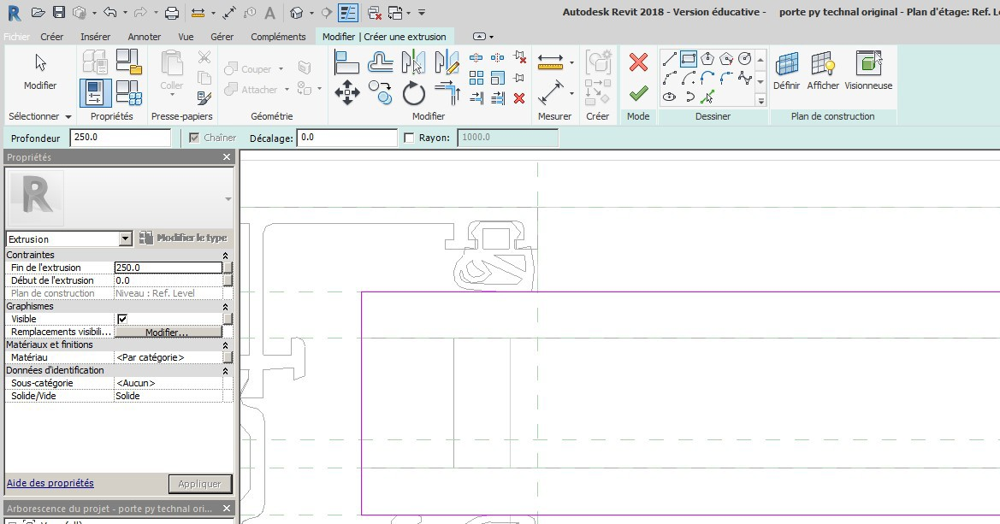 Autodesk Revit 2018 - Version éducative - porte py technal original - Plan d'étage: Ref. L
Fichier Créer Insérer Annoter Vue Gérer Compléments Modifier | Créer une extrusion
Modifier
Coller
Couper
Attacher
Définir Afficher Visionneuse
Sélectionner Propriétés Presse-papiers Géométrie Modifier Mesurer Créer Mode Dessiner Plan de construction
Profondeur 250.0 Chaîner Décalage: 0.0 Rayon: 1000.0
Propriétés
Extrusion Modifier le type
Contraintes
Fin de l'extrusion 250.0
Début de l'extrusion 0.0
Plan de construction Niveau : Ref. Level
Graphismes
Visible
Remplacements visibili... Modifier...
Matériaux et finitions
Matériau <Par catégorie>
Données d'identification
Sous-catégorie <Aucun>
Solide/Vide Solide
Aide des propriétés Appliquer
Arborescence du projet - porte py technal ori...